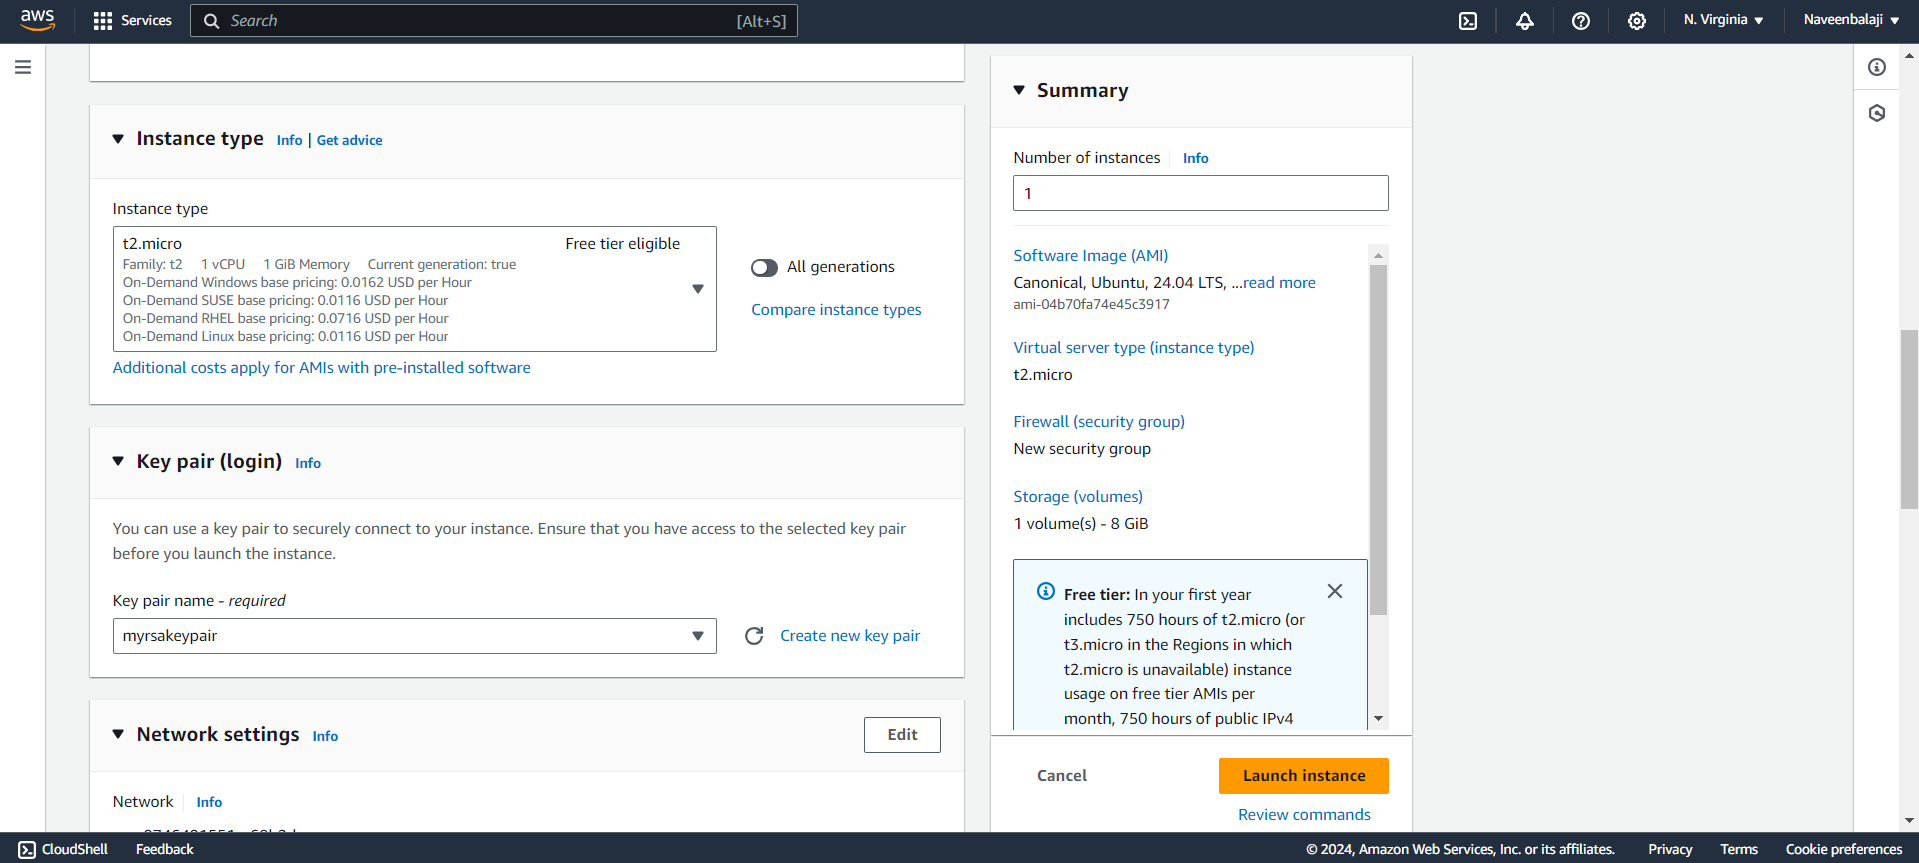 aws
Services
Search
[Alt+S]
N. Virginia
Naveenbalaji
Instance type Info | Get advice
Instance type
t2.micro
Free tier eligible
Family: t2 1 vCPU 1 GiB Memory Current generation: true
On-Demand Windows base pricing: 0.0162 USD per Hour
On-Demand SUSE base pricing: 0.0116 USD per Hour
On-Demand RHEL base pricing: 0.0716 USD per Hour
On-Demand Linux base pricing: 0.0116 USD per Hour
All generations
Compare instance types
Additional costs apply for AMIs with pre-installed software
Key pair (login) Info
You can use a key pair to securely connect to your instance. Ensure that you have access to the selected key pair
before you launch the instance.
Key pair name - required
myrsakeypair
Create new key pair
Network settings Info
Edit
Network Info
Summary
Number of instances Info
1
Software Image (AMI)
Canonical, Ubuntu, 24.04 LTS, ...read more
ami-04b70fa74e45c3917
Virtual server type (instance type)
t2.micro
Firewall (security group)
New security group
Storage (volumes)
1 volume(s) - 8 GiB
Free tier: In your first year
includes 750 hours of t2.micro (or
t3.micro in the Regions in which
t2.micro is unavailable) instance
usage on free tier AMIs per
month, 750 hours of public IPv4
Cancel
Launch instance
Review commands
CloudShell
Feedback
© 2024, Amazon Web Services, Inc. or its affiliates.
Privacy
Terms
Cookie preferences